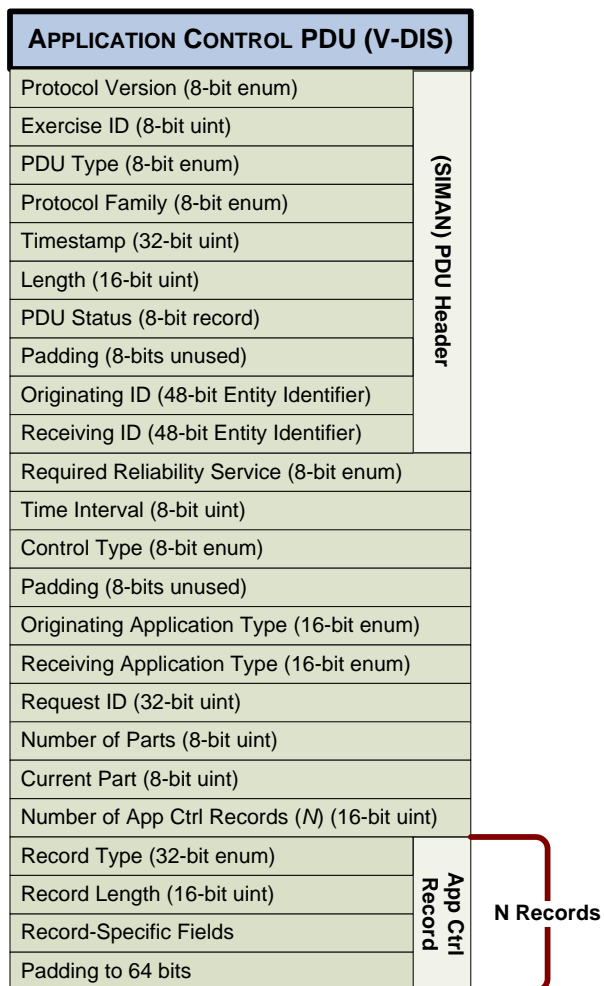 APPLICATION CONTROL PDU (V-DIS)
Protocol Version (8-bit enum)
Exercise ID (8-bit uint)
PDU Type (8-bit enum)
Protocol Family (8-bit enum)
Timestamp (32-bit uint)
Length (16-bit uint)
PDU Status (8-bit record)
Padding (8-bits unused)
Originating ID (48-bit Entity Identifier)
Receiving ID (48-bit Entity Identifier)
(SIMAN) PDU Header
Required Reliability Service (8-bit enum)
Time Interval (8-bit uint)
Control Type (8-bit enum)
Padding (8-bits unused)
Originating Application Type (16-bit enum)
Receiving Application Type (16-bit enum)
Request ID (32-bit uint)
Number of Parts (8-bit uint)
Current Part (8-bit uint)
Number of App Ctrl Records (N) (16-bit uint)
Record Type (32-bit enum)
Record Length (16-bit uint)
Record-Specific Fields
Padding to 64 bits
App Ctrl
Record
N Records